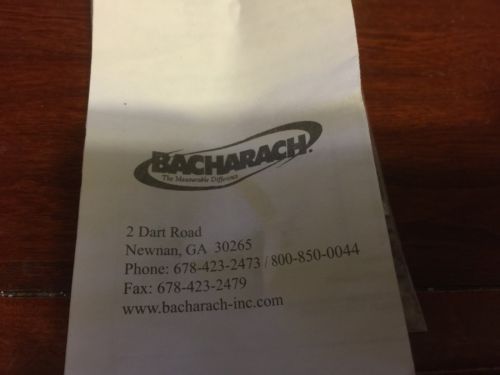 BACHARACH®
The Measurable Difference
2 Dart Road
Newnan, GA 30265
Phone: 678-423-2473 / 800-850-0044
Fax: 678-423-2479
www.bacharach-inc.com